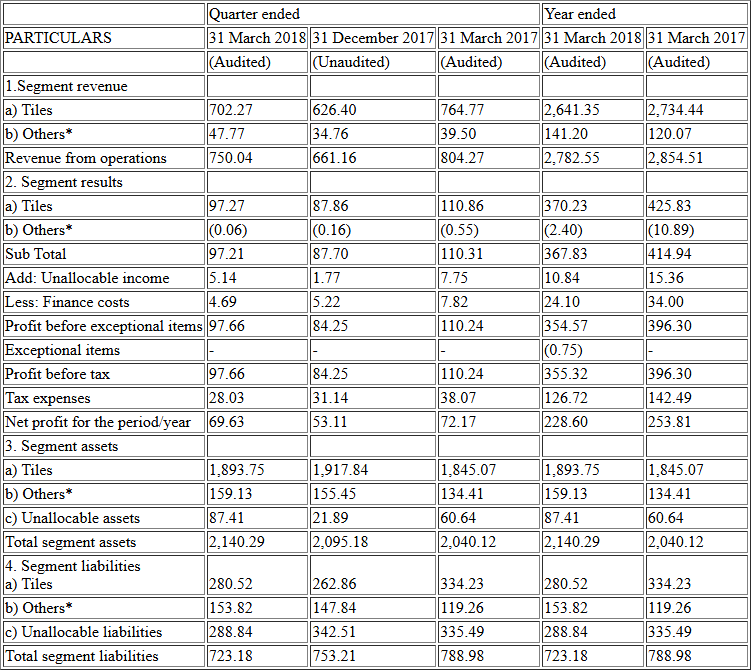 Quarter ended Year ended
PARTICULARS 31 March 2018 31 December 2017 31 March 2017 31 March 2018 31 March 2017
(Audited) (Unaudited) (Audited) (Audited) (Audited)
1.Segment revenue
a) Tiles 702.27 626.40 764.77 2,641.35 2,734.44
b) Others* 47.77 34.76 39.50 141.20 120.07
Revenue from operations 750.04 661.16 804.27 2,782.55 2,854.51
2. Segment results
a) Tiles 97.27 87.86 110.86 370.23 425.83
b) Others* (0.06) (0.16) (0.55) (2.40) (10.89)
Sub Total 97.21 87.70 110.31 367.83 414.94
Add: Unallocable income 5.14 1.77 7.75 10.84 15.36
Less: Finance costs 4.69 5.22 7.82 24.10 34.00
Profit before exceptional items 97.66 84.25 110.24 354.57 396.30
Exceptional items - - - (0.75) -
Profit before tax 97.66 84.25 110.24 355.32 396.30
Tax expenses 28.03 31.14 38.07 126.72 142.49
Net profit for the period/year 69.63 53.11 72.17 228.60 253.81
3. Segment assets
a) Tiles 1,893.75 1,917.84 1,845.07 1,893.75 1,845.07
b) Others* 159.13 155.45 134.41 159.13 134.41
c) Unallocable assets 87.41 21.89 60.64 87.41 60.64
Total segment assets 2,140.29 2,095.18 2,040.12 2,140.29 2,040.12
4. Segment liabilities
a) Tiles 280.52 262.86 334.23 280.52 334.23
b) Others* 153.82 147.84 119.26 153.82 119.26
c) Unallocable liabilities 288.84 342.51 335.49 288.84 335.49
Total segment liabilities 723.18 753.21 788.98 723.18 788.98